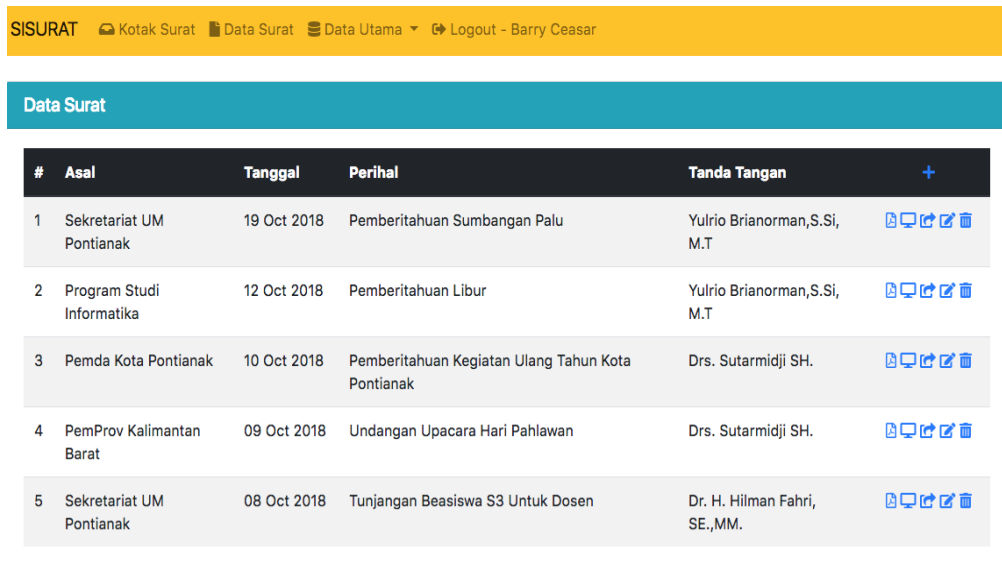 SISURAT Kotak Surat Data Surat Data Utama Logout - Barry Ceasar
Data Surat
# Asal Tanggal Perihal Tanda Tangan +
1 Sekretariat UM Pontianak 19 Oct 2018 Pemberitahuan Sumbangan Palu Yulrio Brianorman,S.Si, M.T
2 Program Studi Informatika 12 Oct 2018 Pemberitahuan Libur Yulrio Brianorman,S.Si, M.T
3 Pemda Kota Pontianak 10 Oct 2018 Pemberitahuan Kegiatan Ulang Tahun Kota Pontianak Drs. Sutarmidji SH.
4 PemProv Kalimantan Barat 09 Oct 2018 Undangan Upacara Hari Pahlawan Drs. Sutarmidji SH.
5 Sekretariat UM Pontianak 08 Oct 2018 Tunjangan Beasiswa S3 Untuk Dosen Dr. H. Hilman Fahri, SE.,MM.